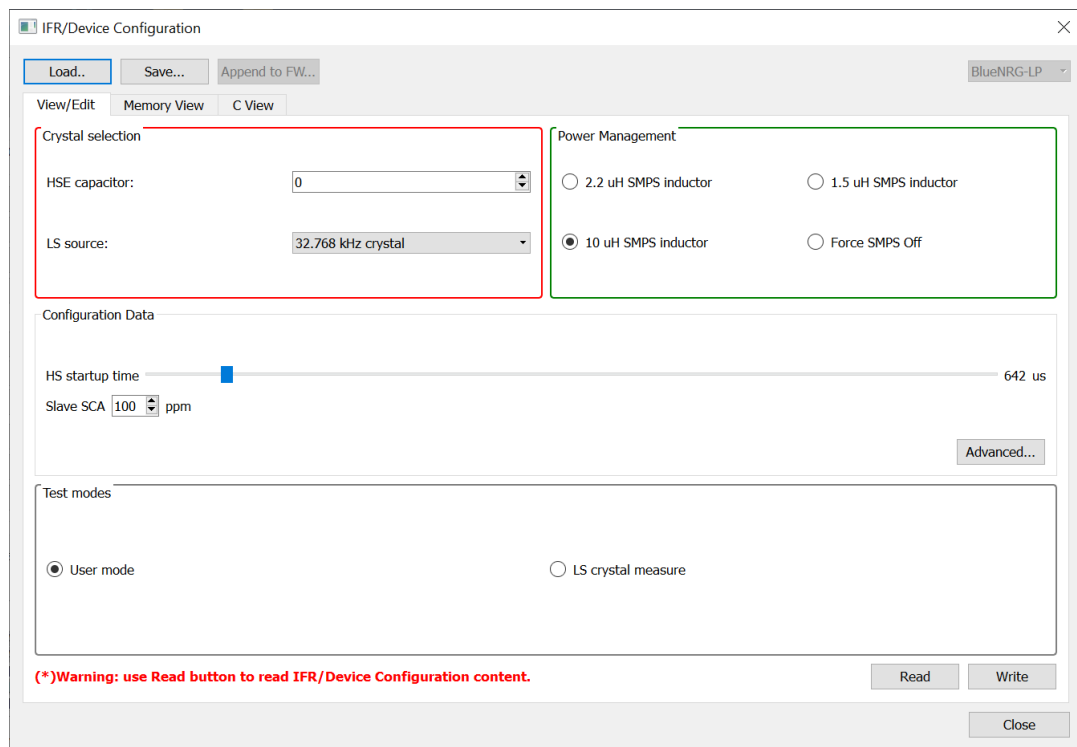 IFR/Device Configuration
Load.. Save... Append to FW... BlueNRG-LP
View/Edit Memory View C View
Crystal selection
HSE capacitor: 0
LS source: 32.768 kHz crystal
Power Management
2.2 uH SMPS inductor 1.5 uH SMPS inductor
10 uH SMPS inductor Force SMPS Off
Configuration Data
HS startup time 642 us
Slave SCA 100 ppm
Advanced...
Test modes
User mode LS crystal measure
(*)Warning: use Read button to read IFR/Device Configuration content. Read Write
Close